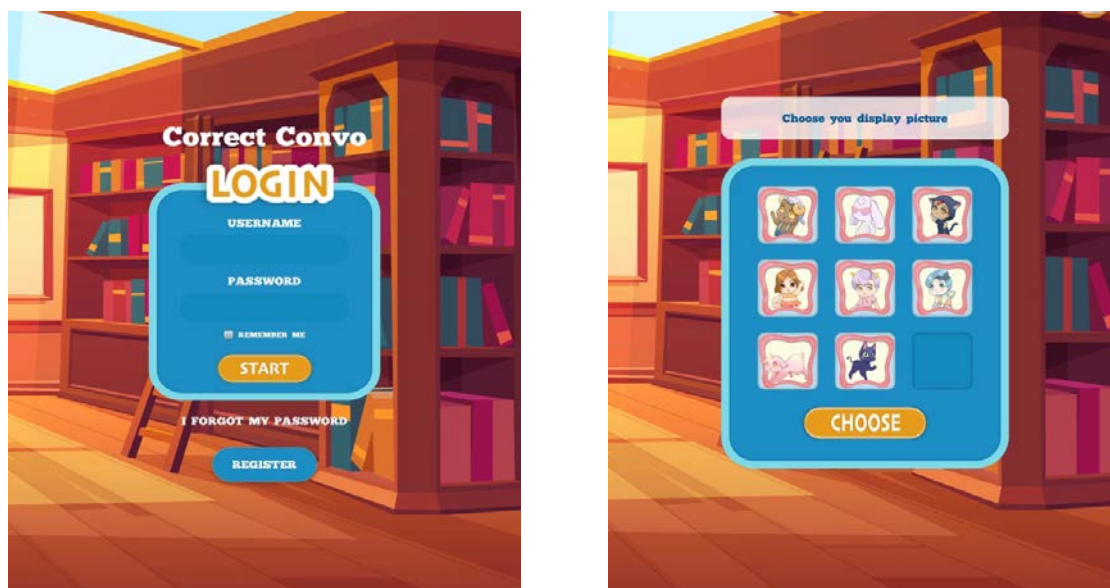 Correct Convo
LOGIN
USERNAME
PASSWORD
REMEMBER ME
START
I FORGOT MY PASSWORD
REGISTER
Choose you display picture
CHOOSE